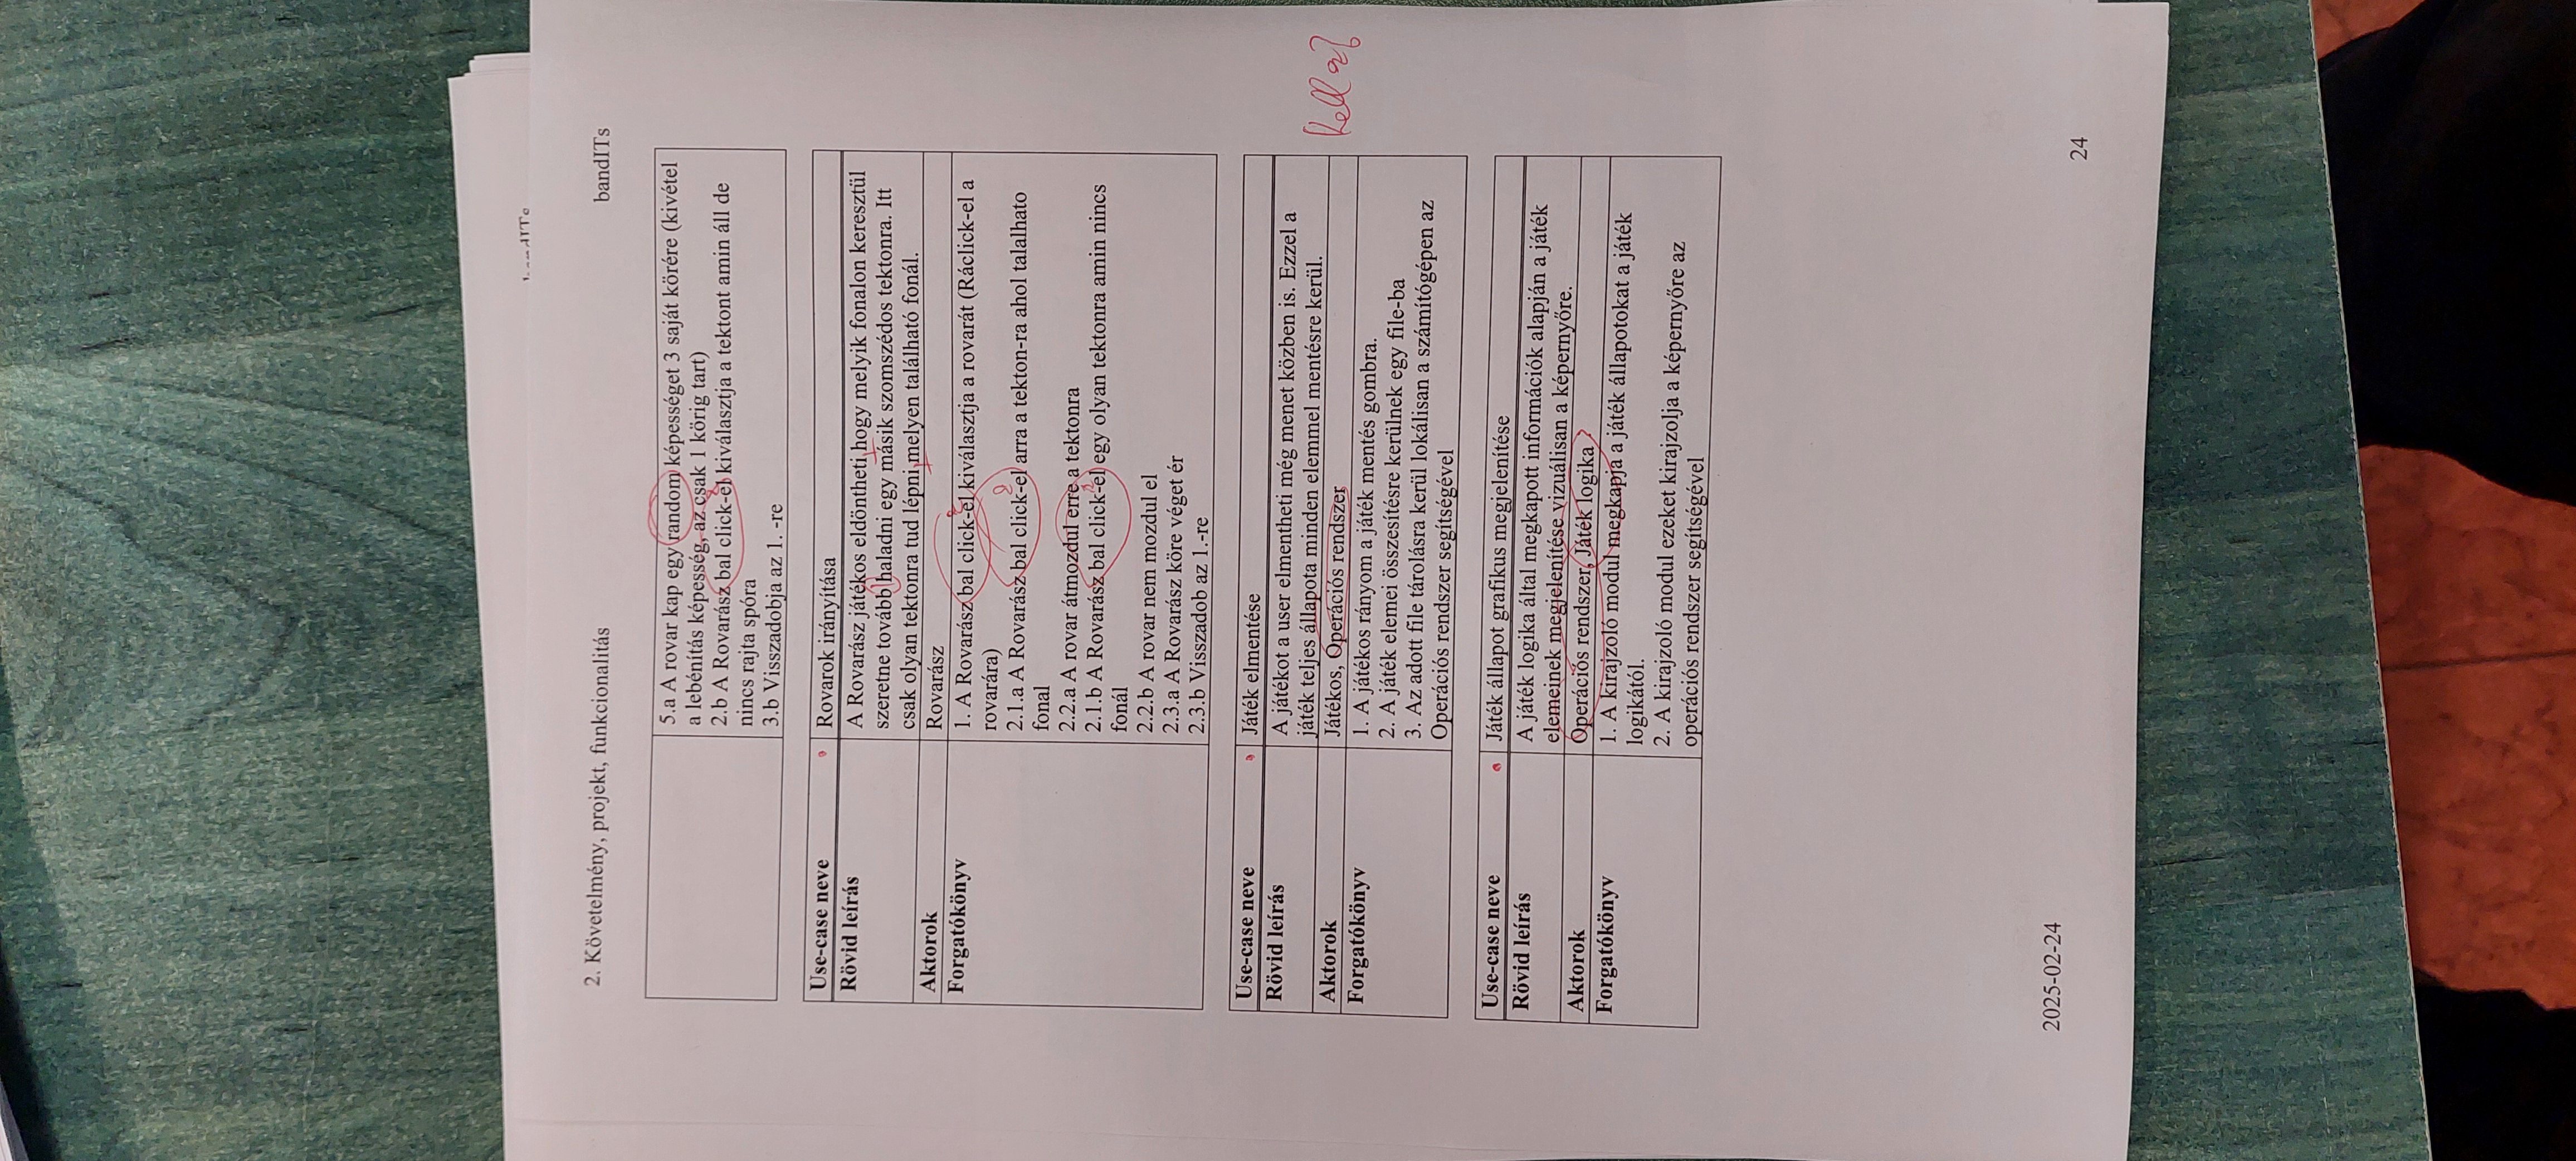 bandITs
2. Követelmény, projekt, funkcionalitás bandITs
5.a A rovar kap egy random képességet 3 saját körére (kivétel
a lebénítás képesség, az csak 1 körig tart)
2.b A Rovarász bal click-el kiválasztja a tektont amin áll de
nincs rajta spóra
3.b Visszadobja az 1. -re
Use-case neve Rovarok irányítása
Rövid leírás A Rovarász játékos eldöntheti hogy melyik fonalon keresztül
szeretne tovább haladni egy másik szomszédos tektonra. Itt
csak olyan tektonra tud lépni melyen található fonál.
Aktorok Rovarász
Forgatókönyv 1. A Rovarász bal click-el kiválasztja a rovarát (Ráclick-el a
rovarára)
2.1.a A Rovarász bal click-el arra a tekton-ra ahol talalhato
fonal
2.2.a A rovar átmozdul erre a tektonra
2.1.b A Rovarász bal click-el egy olyan tektonra amin nincs
fonál
2.2.b A rovar nem mozdul el
2.3.a A Rovarász köre véget ér
2.3.b Visszadob az 1.-re
Use-case neve Játék elmentése
Rövid leírás A játékot a user elmentheti még menet közben is. Ezzel a
játék teljes állapota minden elemmel mentésre kerül.
Aktorok Játékos, Operációs rendszer Kell ez?
Forgatókönyv 1. A játékos rányom a játék mentés gombra.
2. A játék elemei összesítésre kerülnek egy file-ba
3. Az adott file tárolásra kerül lokálisan a számítógépen az
Operációs rendszer segítségével
Use-case neve Játék állapot grafikus megjelenítése
Rövid leírás A játék logika által megkapott információk alapján a játék
elemeinek megjelenítése vizuálisan a képernyőre.
Aktorok Operációs rendszer, Játék logika ?
Forgatókönyv 1. A kirajzoló modul megkapja a játék állapotokat a játék
logikától.
2. A kirajzoló modul ezeket kirajzolja a képernyőre az
operációs rendszer segítségével
2025-02-24
24